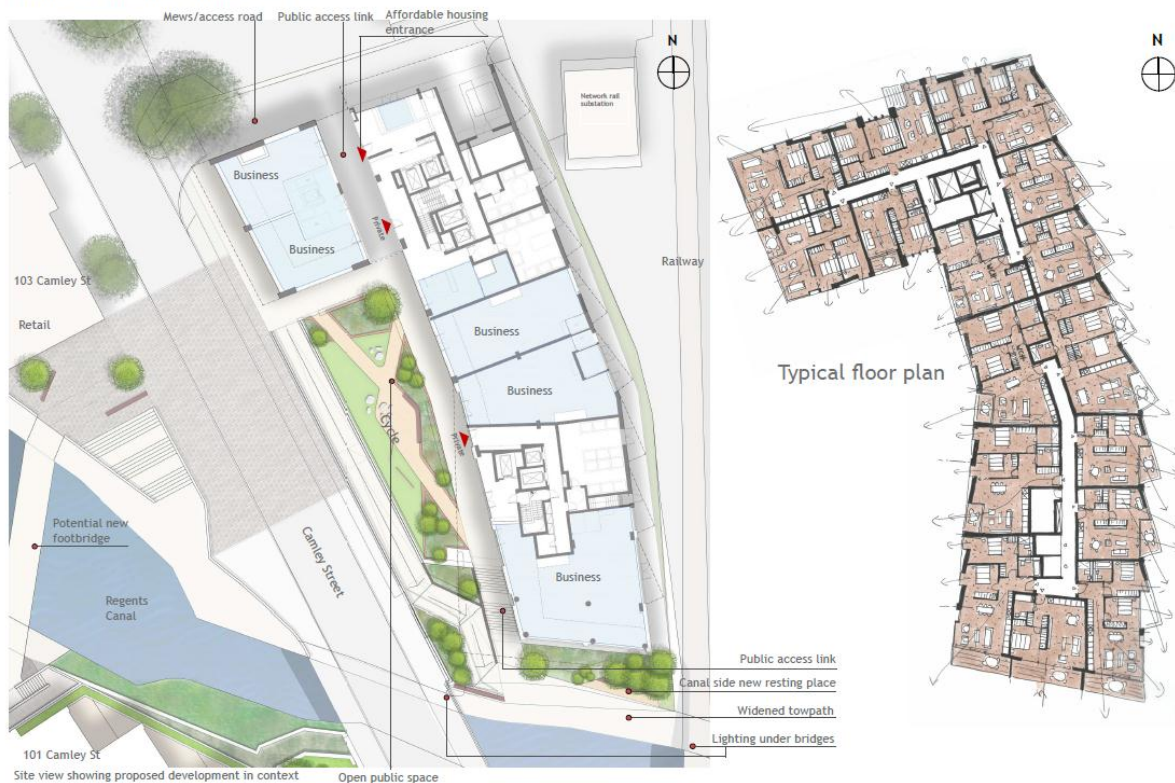 Mews/access road
Public access link
Affordable housing
entrance
N
N
Network rail
substation
Business
Business
Private
Railway
103 Camley St
Retail
Business
Typical floor plan
Business
Cycle
Private
Potential new
footbridge
Camley Street
Business
Regents
Canal
Public access link
Canal side new resting place
Widened towpath
Lighting under bridges
101 Camley St
Site view showing proposed development in context
Open public space